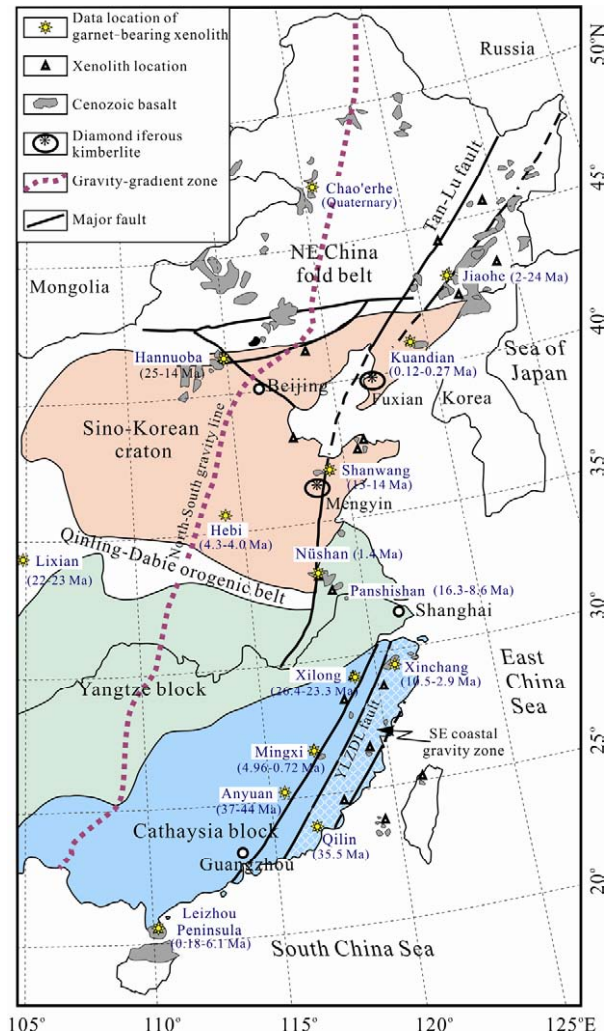 Data location of
garnet-bearing xenolith
Xenolith location
Cenozoic basalt
Diamond iferous
kimberlite
Gravity-gradient zone
Major fault
Russia
50°N
45°
40°
35°
30°
25°
20°
Chao'erhe
(Quaternary)
Tan-Lu fault
NE China
fold belt
Mongolia
Jiaohe (2-24 Ma)
Hannuoba
(25-14 Ma)
Kuandian
(0.12-0.27 Ma)
Sea of
Japan
Beijing
Fuxian
Korea
Sino-Korean
craton
North-South gravity line
Shanwang
(13-14 Ma)
Mengyin
Hebi
(4.3-4.0 Ma)
Lixian
(22-23 Ma)
Qinling-Dabie orogenic belt
Nüshan (1.4 Ma)
Panshishan (16.3-8.6 Ma)
Shanghai
Yangtze block
Xilong
(26.4-23.3 Ma)
Xinchang
(10.5-2.9 Ma)
East
China
Sea
YLZDL fault
SE coastal
gravity zone
Mingxi
(4.96-0.72 Ma)
Anyuan
(37-44 Ma)
Cathaysia block
Qilin
(35.5 Ma)
Guangzhou
Leizhou
Peninsula
(0.18-6.1 Ma)
South China Sea
105°
110°
115°
120°
125°E